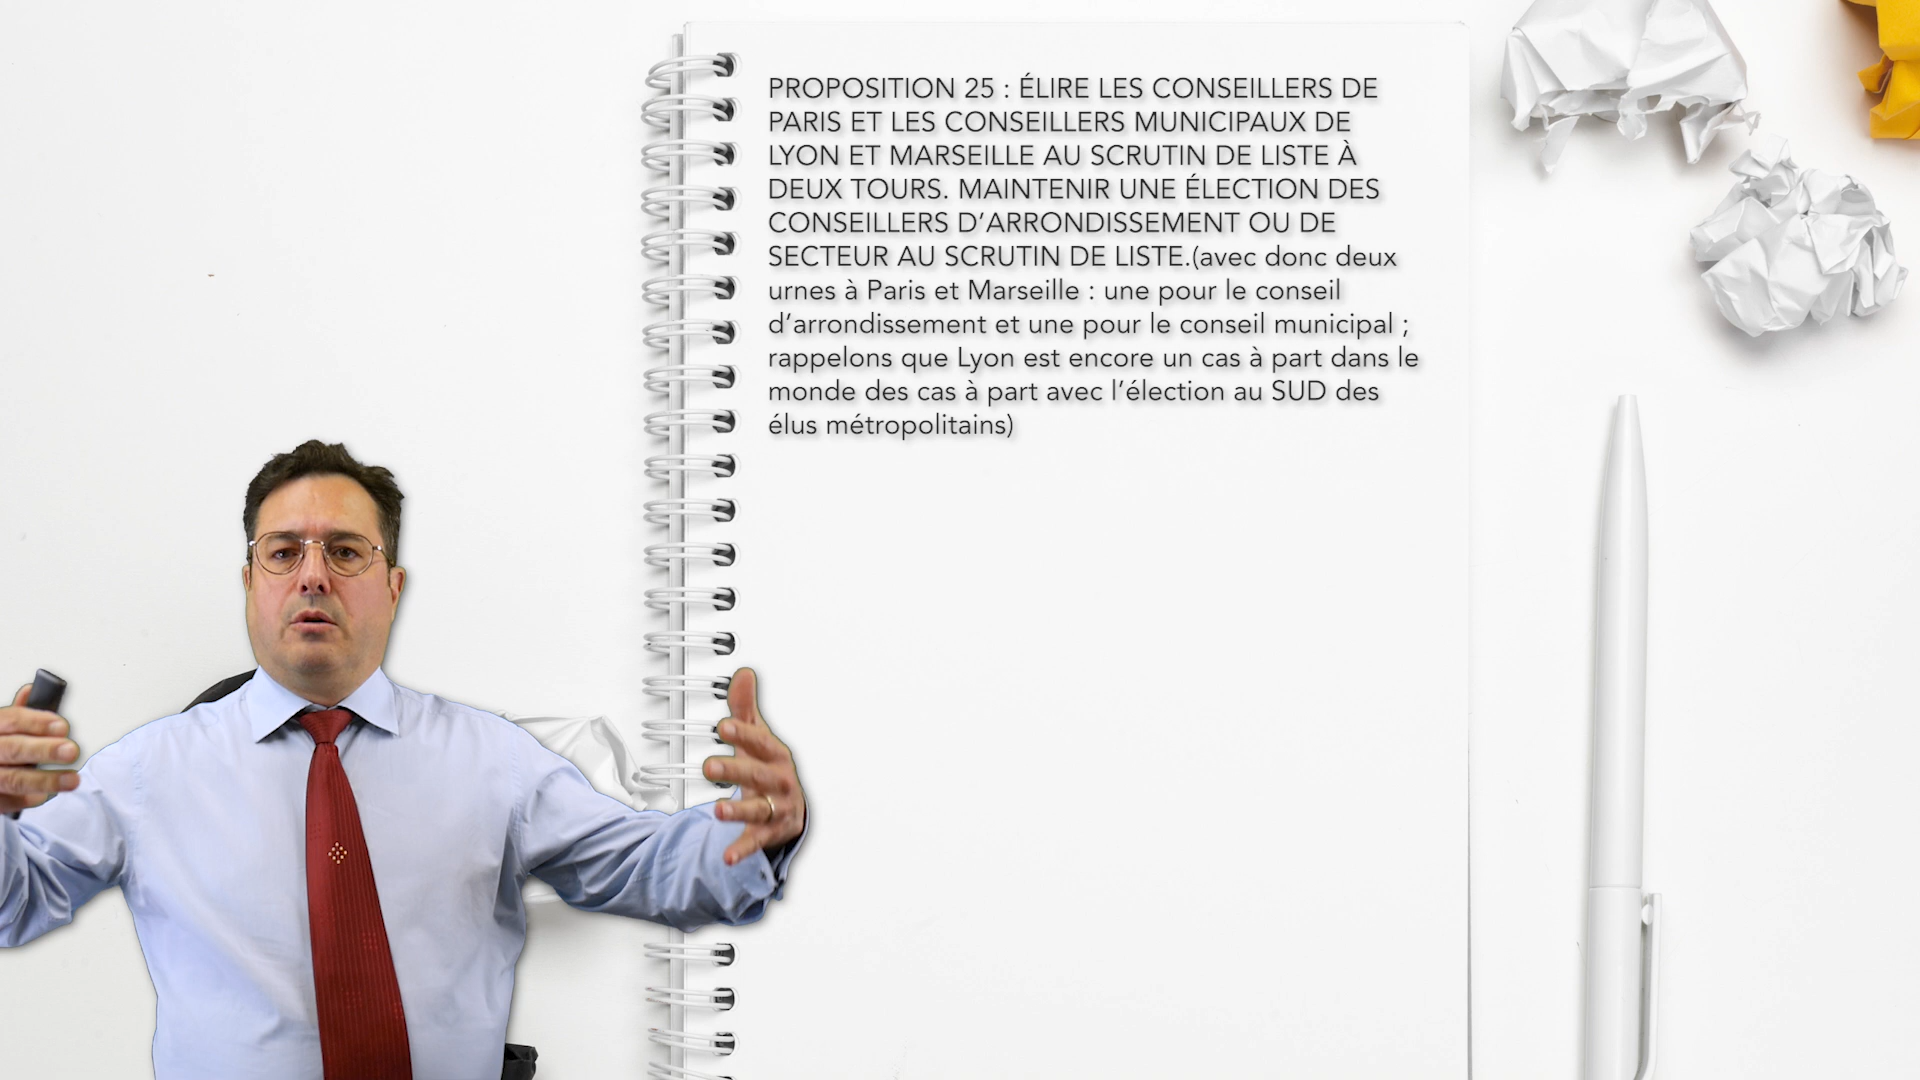 PROPOSITION 25 : ÉLIRE LES CONSEILLERS DE
PARIS ET LES CONSEILLERS MUNICIPAUX DE
LYON ET MARSEILLE AU SCRUTIN DE LISTE À
DEUX TOURS. MAINTENIR UNE ÉLECTION DES
CONSEILLERS D’ARRONDISSEMENT OU DE
SECTEUR AU SCRUTIN DE LISTE.(avec donc deux
urnes à Paris et Marseille : une pour le conseil
d’arrondissement et une pour le conseil municipal ;
rappelons que Lyon est encore un cas à part dans le
monde des cas à part avec l’élection au SUD des
élus métropolitains)